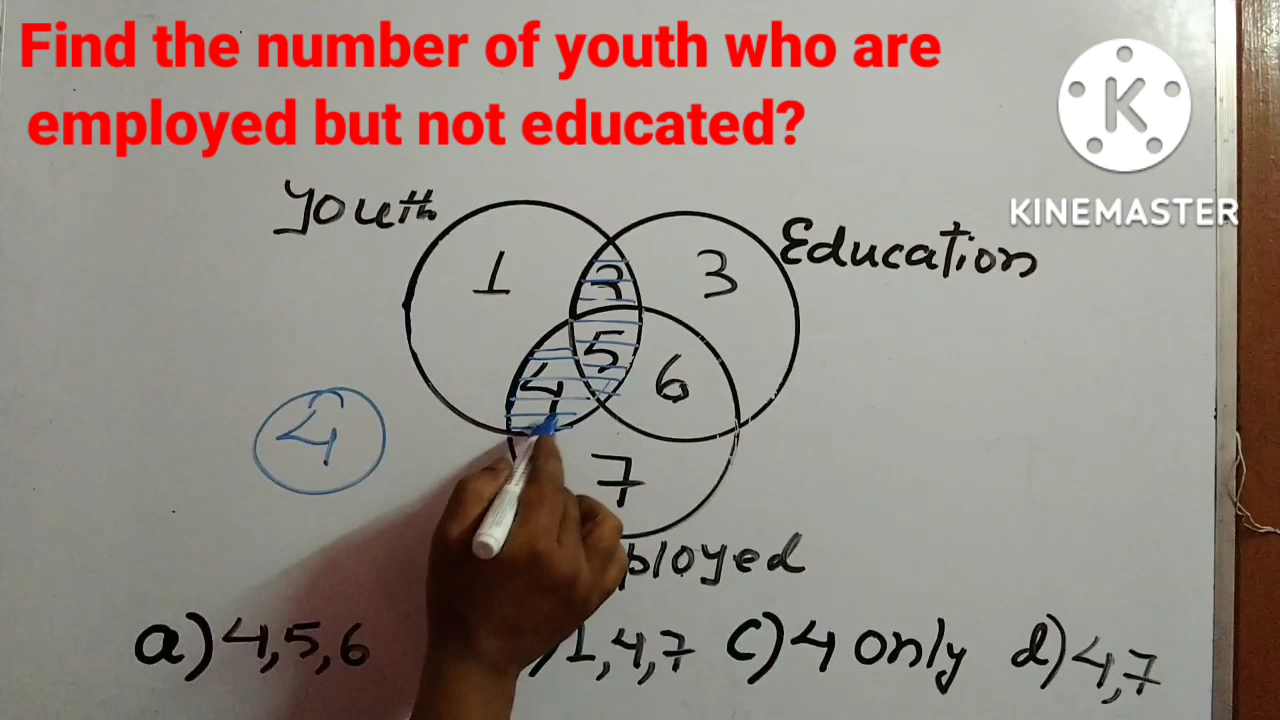 Find the number of youth who are
employed but not educated?
K
KINEMASTER
Youth
Education
1
3
5
4
6
4
7
ployed
a) 4,5,6
) 1,4,7
c) 4 only
d) 4,7